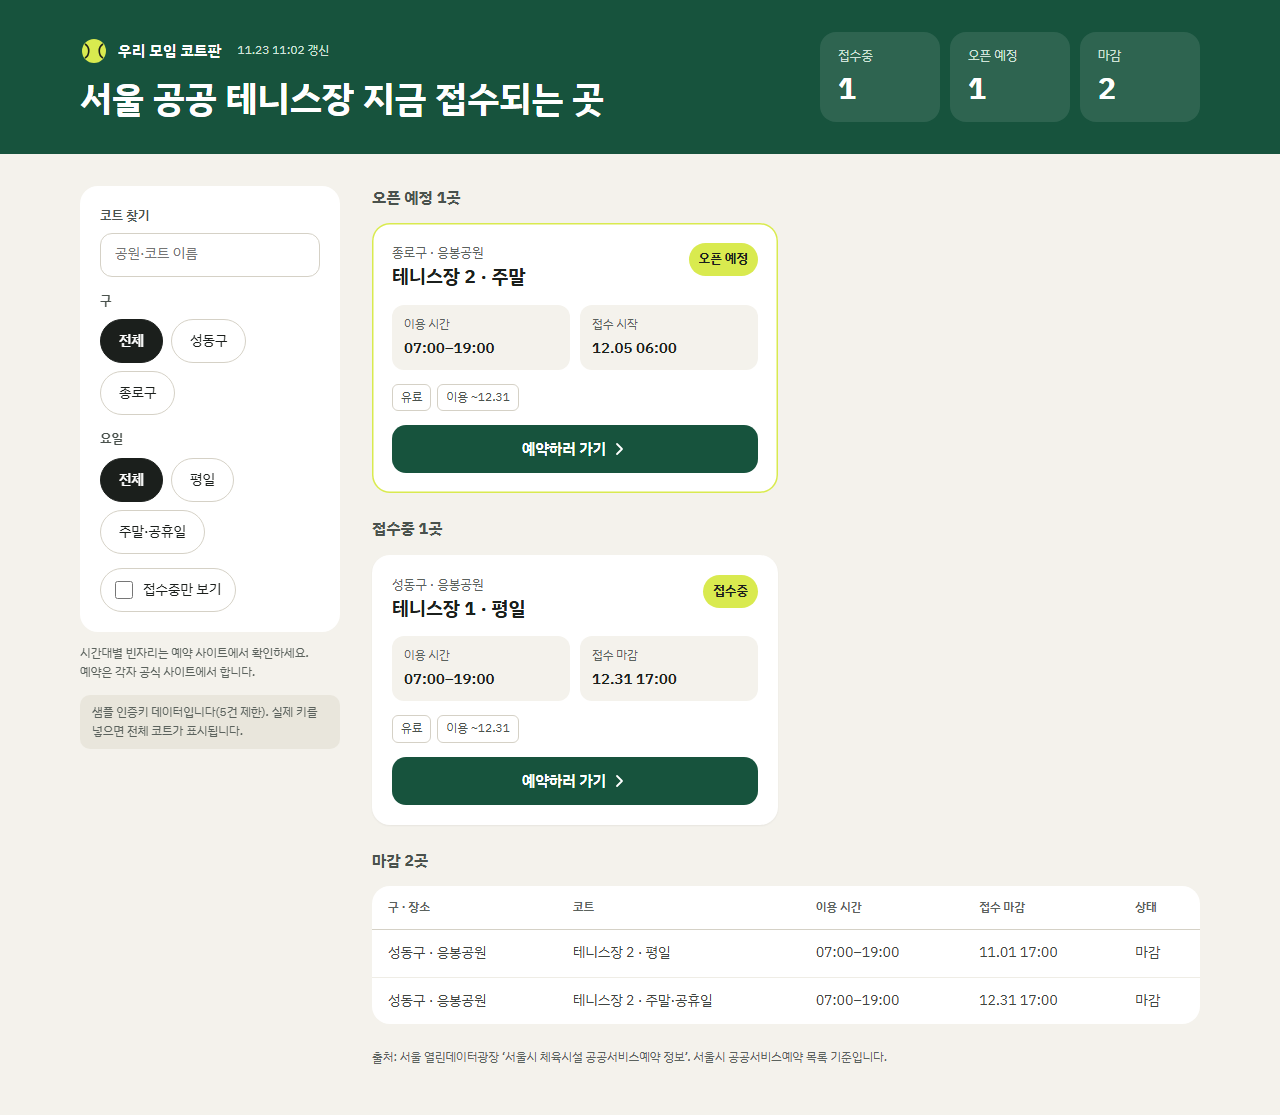 우리 모임 코트판 11.23 11:02 갱신
서울 공공 테니스장 지금 접수되는 곳
접수중
1
오픈 예정
1
마감
2
코트 찾기
공원·코트 이름
구
전체
성동구
종로구
요일
전체
평일
주말·공휴일
접수중만 보기
시간대별 빈자리는 예약 사이트에서 확인하세요.
예약은 각자 공식 사이트에서 합니다.
샘플 인증키 데이터입니다(5건 제한). 실제 키를
넣으면 전체 코트가 표시됩니다.
오픈 예정 1곳
종로구 · 응봉공원
테니스장 2 · 주말
오픈 예정
이용 시간
07:00–19:00
접수 시작
12.05 06:00
유료
이용 ~12.31
예약하러 가기
접수중 1곳
성동구 · 응봉공원
테니스장 1 · 평일
접수중
이용 시간
07:00–19:00
접수 마감
12.31 17:00
유료
이용 ~12.31
예약하러 가기
마감 2곳
구 · 장소 코트 이용 시간 접수 마감 상태
성동구 · 응봉공원 테니스장 2 · 평일 07:00–19:00 11.01 17:00 마감
성동구 · 응봉공원 테니스장 2 · 주말·공휴일 07:00–19:00 12.31 17:00 마감
출처: 서울 열린데이터광장 ‘서울시 체육시설 공공서비스예약 정보’. 서울시 공공서비스예약 목록 기준입니다.